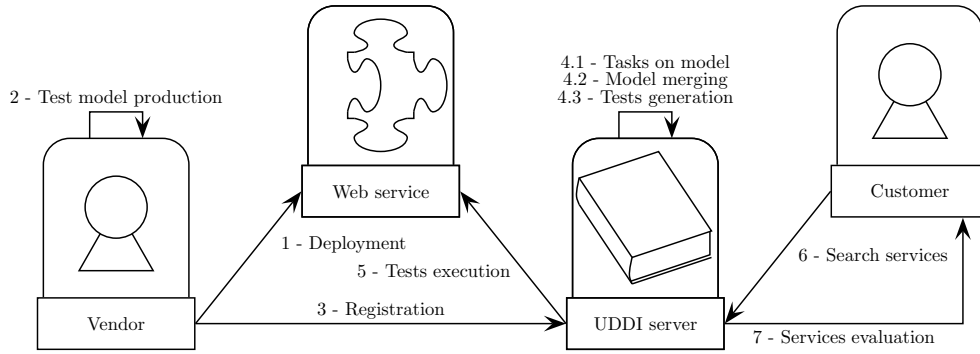 4.1 - Tasks on model
4.2 - Model merging
4.3 - Tests generation
2 - Test model production
Web service
Customer
1 - Deployment
5 - Tests execution
6 - Search services
3 - Registration
Vendor
UDDI server
7 - Services evaluation